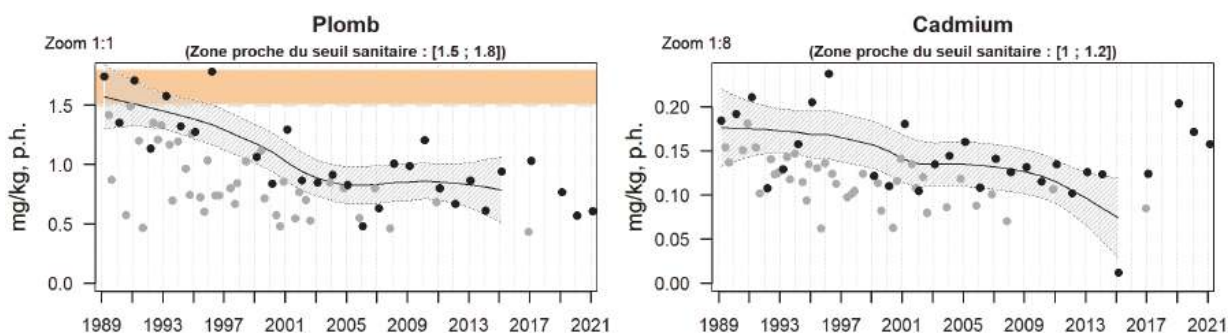 Plomb
Zoom 1:1
(Zone proche du seuil sanitaire : [1.5 ; 1.8])
mg/kg, p.h.
1.5
1.0
0.5
0.0
1989 1993 1997 2001 2005 2009 2013 2017 2021
Cadmium
Zoom 1:8
(Zone proche du seuil sanitaire : [1 ; 1.2])
mg/kg, p.h.
0.20
0.15
0.10
0.05
0.00
1989 1993 1997 2001 2005 2009 2013 2017 2021